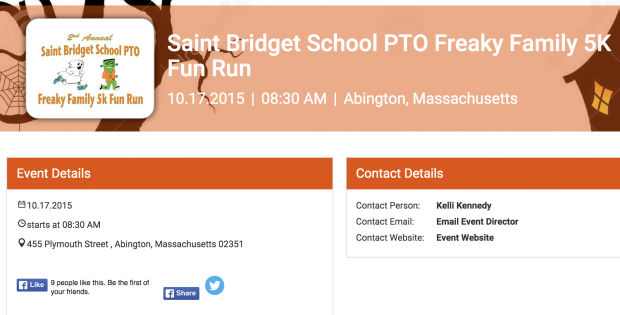 2nd Annual
Saint Bridget School PTO
Freaky Family 5k Fun Run
Saint Bridget School PTO Freaky Family 5K
Fun Run
10.17.2015 | 08:30 AM | Abington, Massachusetts
Event Details
10.17.2015
starts at 08:30 AM
455 Plymouth Street , Abington, Massachusetts 02351
Like
9 people like this. Be the first of
your friends.
Share
Contact Details
Contact Person: Kelli Kennedy
Contact Email: Email Event Director
Contact Website: Event Website